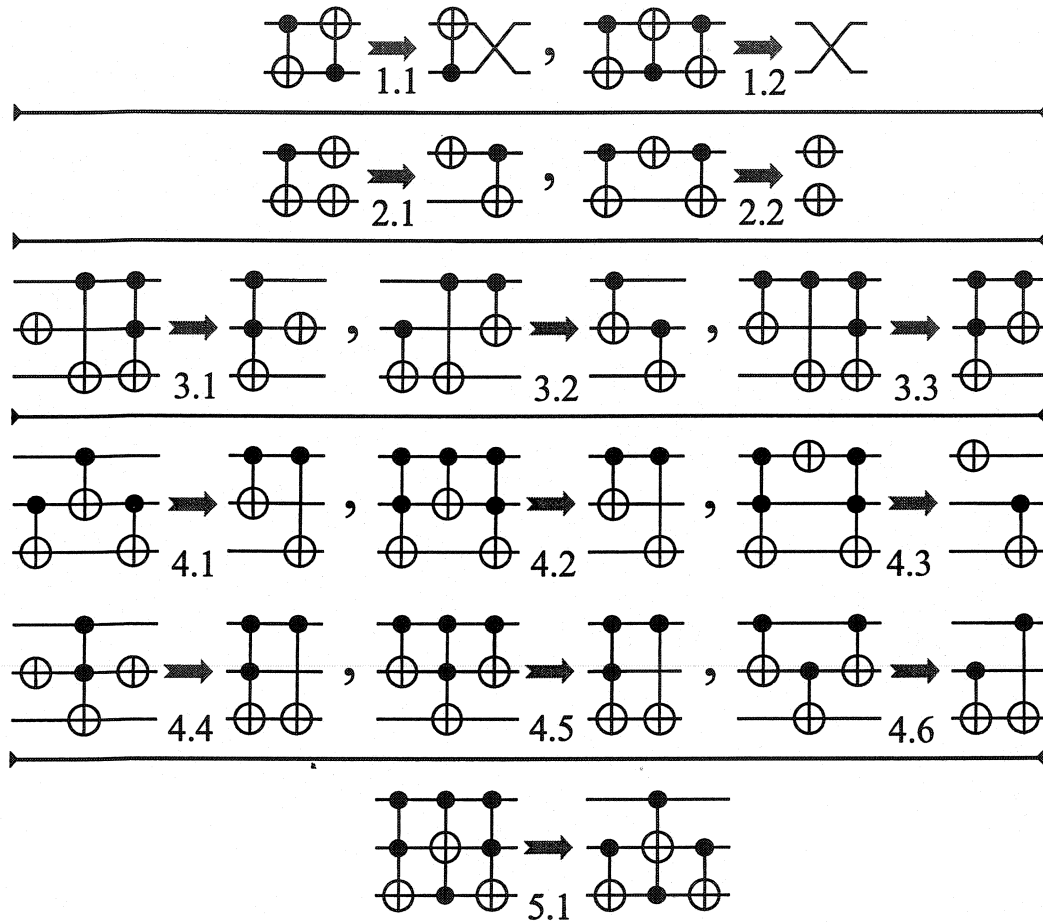 1.1 , 1.2
2.1 , 2.2
3.1 , 3.2 , 3.3
4.1 , 4.2 , 4.3
4.4 , 4.5 , 4.6
5.1